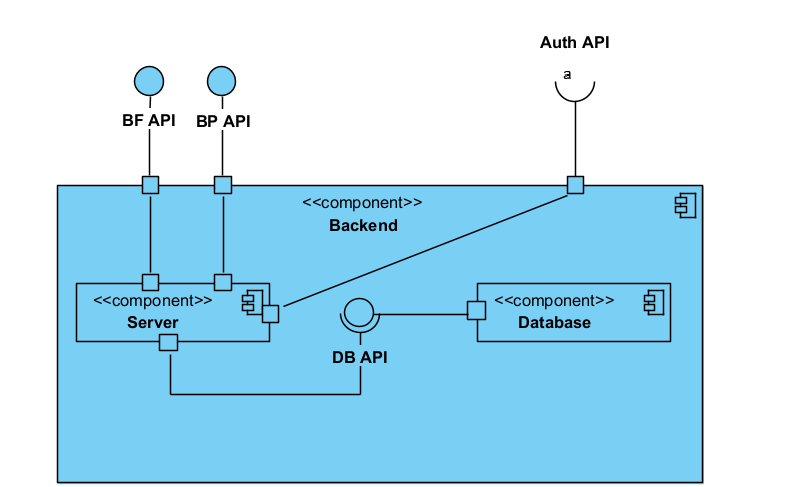 Auth API
a
BF API
BP API
<<component>>
Backend
<<component>>
Server
<<component>>
Database
DB API